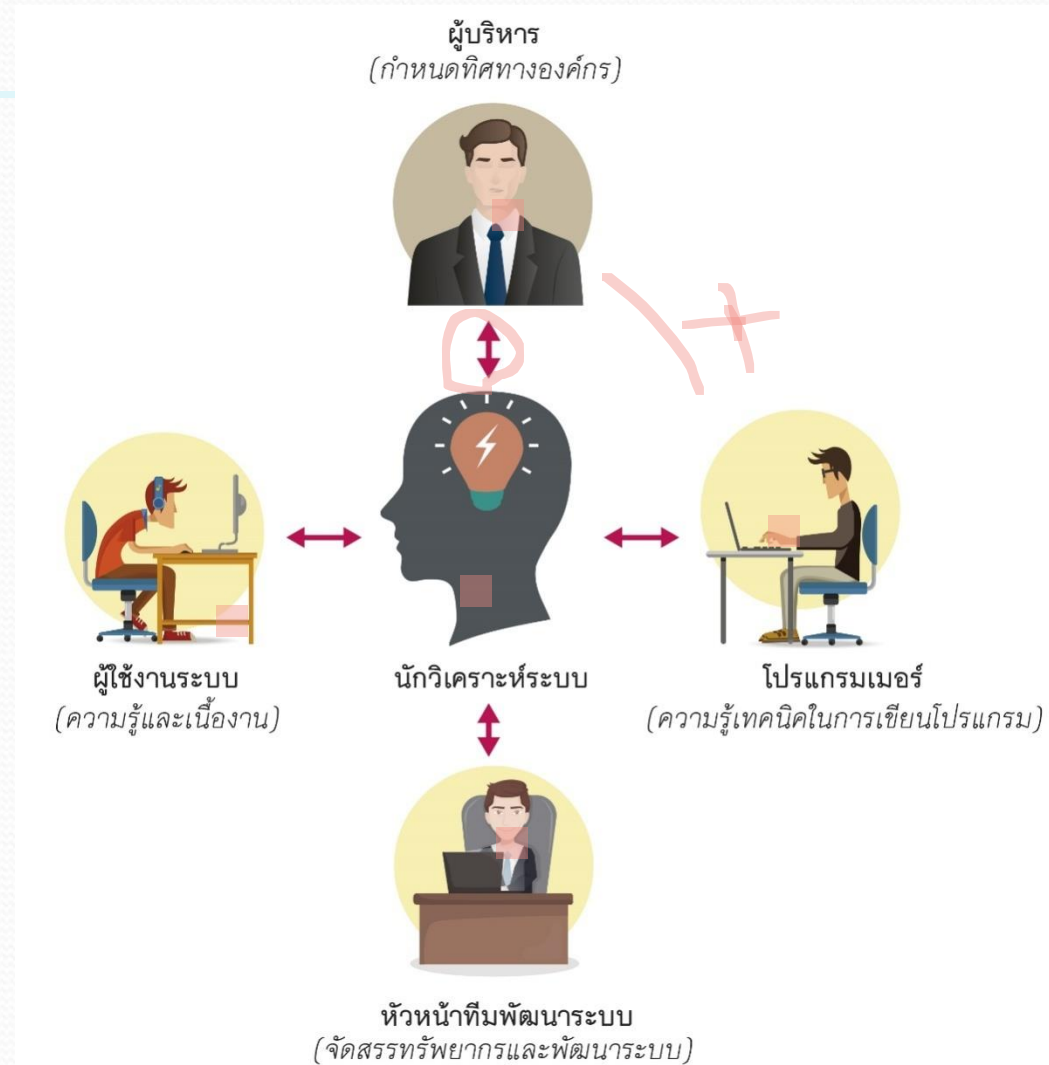 ผู้บริหาร
(กำหนดทิศทางองค์กร)
ผู้ใช้งานระบบ
(ความรู้และเนื้องาน)
นักวิเคราะห์ระบบ
โปรแกรมเมอร์
(ความรู้เทคนิคในการเขียนโปรแกรม)
หัวหน้าทีมพัฒนาระบบ
(จัดสรรทรัพยากรและพัฒนาระบบ)